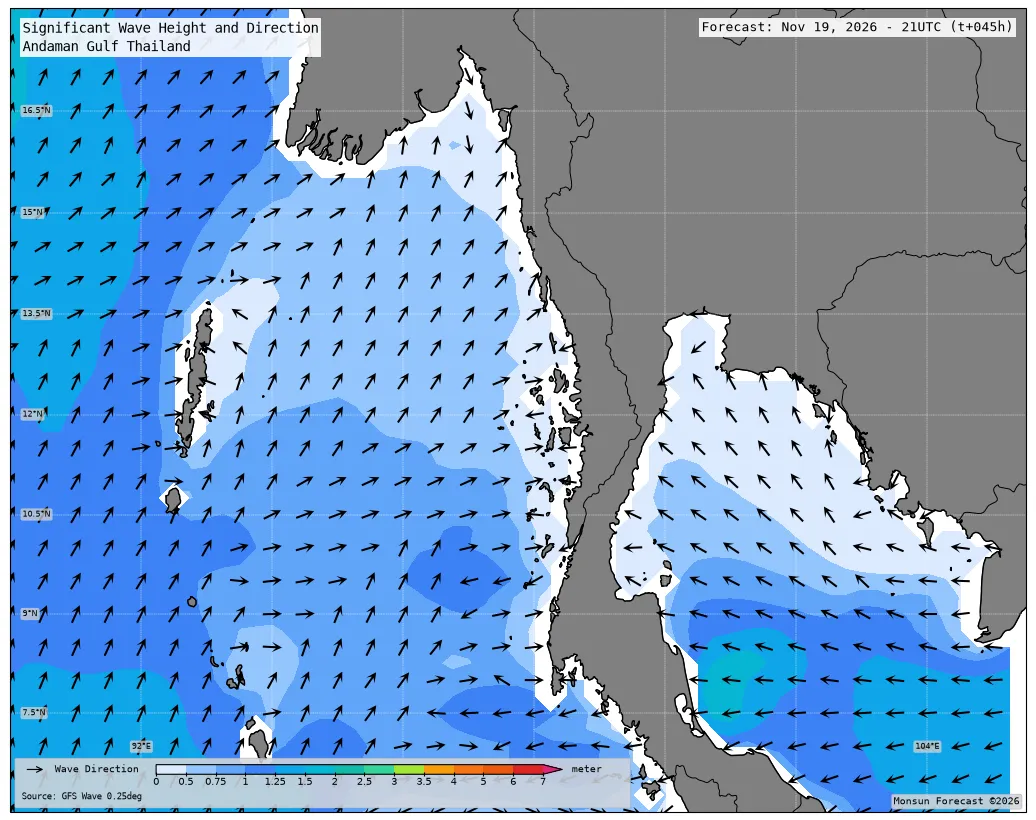 Significant Wave Height and Direction
Andaman Gulf Thailand
Forecast: Nov 19, 2026 - 21UTC (t+045h)
16.5°N
15°N
13.5°N
12°N
10.5°N
9°N
7.5°N
92°E
104°E
Wave Direction
0 0.5 0.75 1 1.25 1.5 2 2.5 3 3.5 4 5 6 7
meter
Source: GFS Wave 0.25deg
Monsun Forecast ©2026